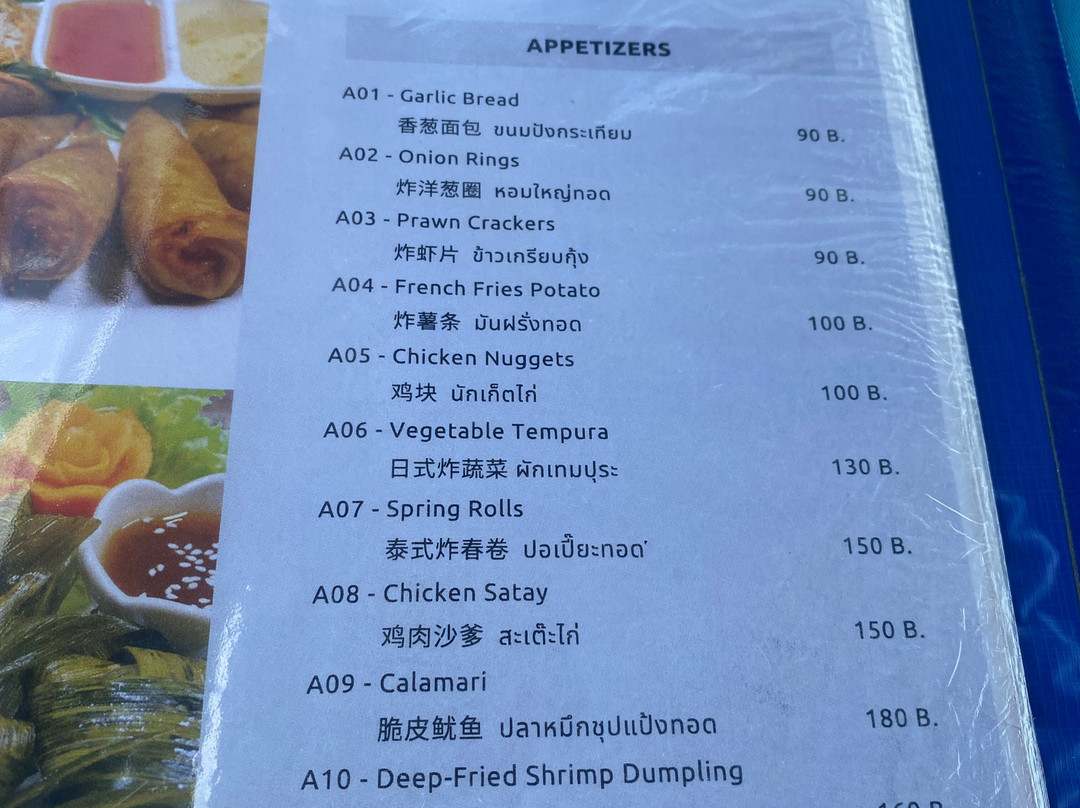 APPETIZERS
A01 - Garlic Bread
香葱面包 ขนมปังกระเทียม 90 B.
A02 - Onion Rings
炸洋葱圈 หอมใหญ่ทอด 90 B.
A03 - Prawn Crackers
炸虾片 ข้าวเกรียบกุ้ง 90 B.
A04 - French Fries Potato
炸薯条 มันฝรั่งทอด 100 B.
A05 - Chicken Nuggets
鸡块 นักเก็ตไก่ 100 B.
A06 - Vegetable Tempura
日式炸蔬菜 ผักเทมปุระ 130 B.
A07 - Spring Rolls
泰式炸春卷 ปอเปี๊ยะทอด่ 150 B.
A08 - Chicken Satay
鸡肉沙爹 สะเต๊ะไก่ 150 B.
A09 - Calamari
脆皮鱿鱼 ปลาหมึกชุปแป้งทอด 180 B.
A10 - Deep-Fried Shrimp Dumpling